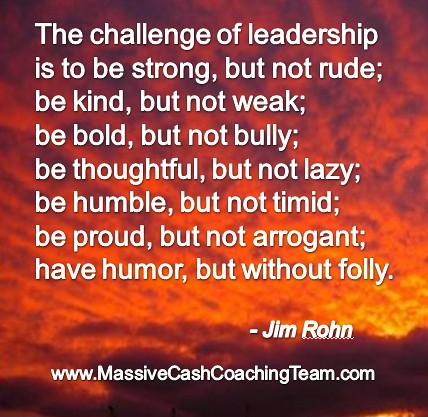 The challenge of leadership
is to be strong, but not rude;
be kind, but not weak;
be bold, but not bully;
be thoughtful, but not lazy;
be humble, but not timid;
be proud, but not arrogant;
have humor, but without folly.
- Jim Rohn
www.MassiveCashCoachingTeam.com